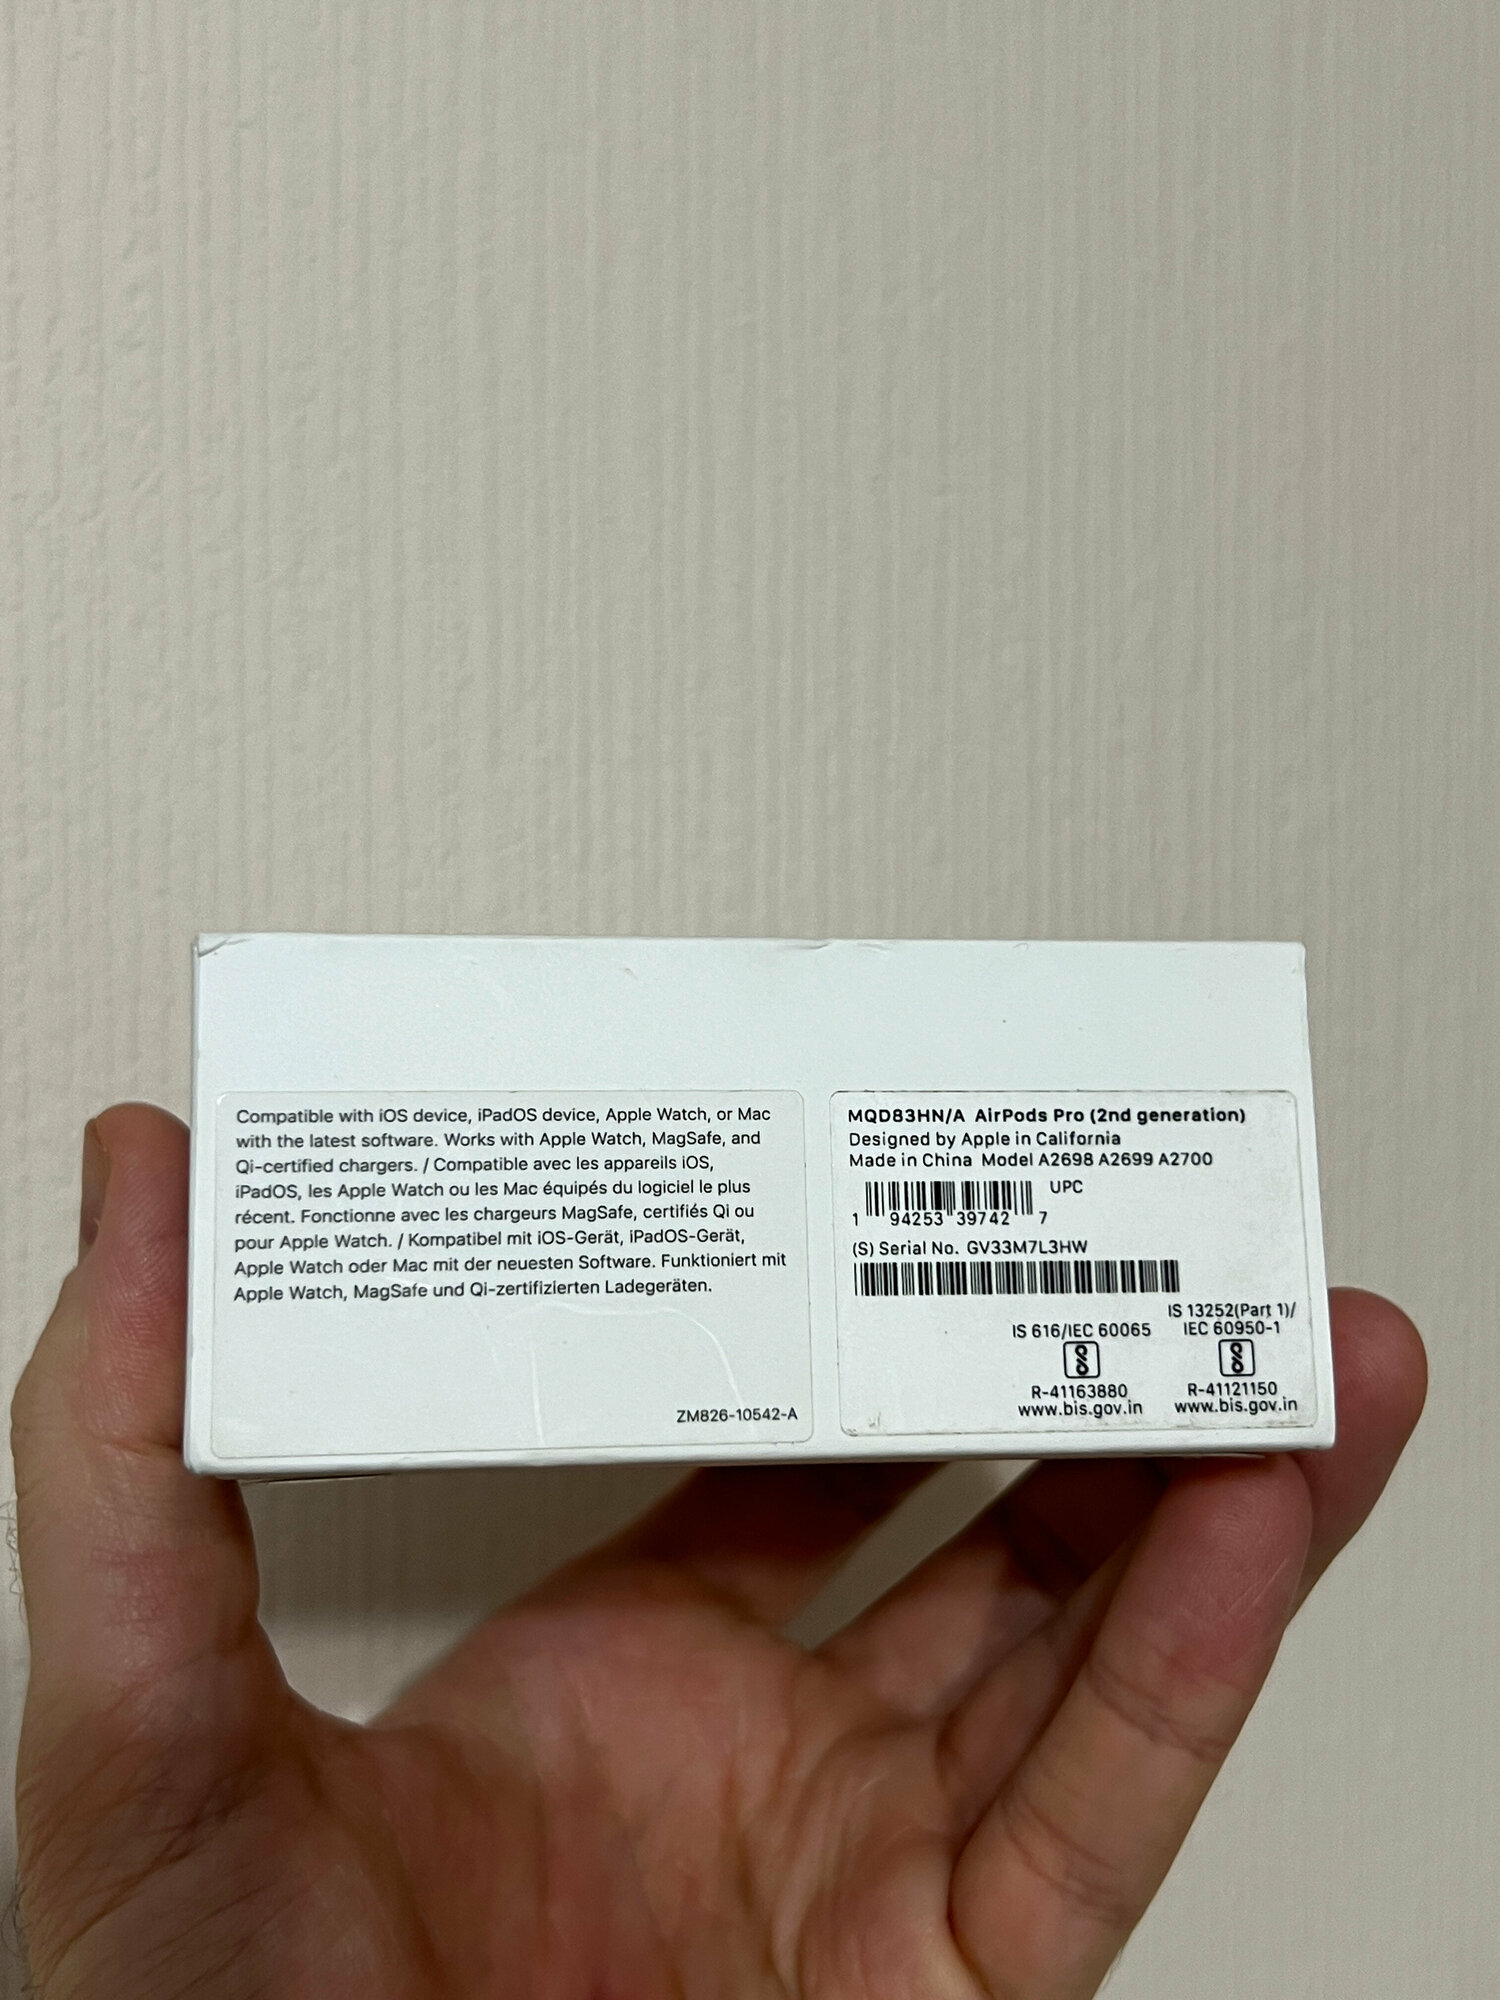 Compatible with iOS device, iPadOS device, Apple Watch, or Mac
with the latest software. Works with Apple Watch, MagSafe, and
Qi-certified chargers. / Compatible avec les appareils iOS,
iPadOS, les Apple Watch ou les Mac équipés du logiciel le plus
récent. Fonctionne avec les chargeurs MagSafe, certifiés Qi ou
pour Apple Watch. / Kompatibel mit iOS-Gerät, iPadOS-Gerät,
Apple Watch oder Mac mit der neuesten Software. Funktioniert mit
Apple Watch, MagSafe und Qi-zertifizierten Ladegeräten.
ZM826-10542-A
MQD83HN/A AirPods Pro (2nd generation)
Designed by Apple in California
Made in China Model A2698 A2699 A2700
UPC
1 94253 39742 7
(S) Serial No. GV33M7L3HW
IS 616/IEC 60065
R-41163880
www.bis.gov.in
IS 13252(Part 1)/
IEC 60950-1
R-41121150
www.bis.gov.in